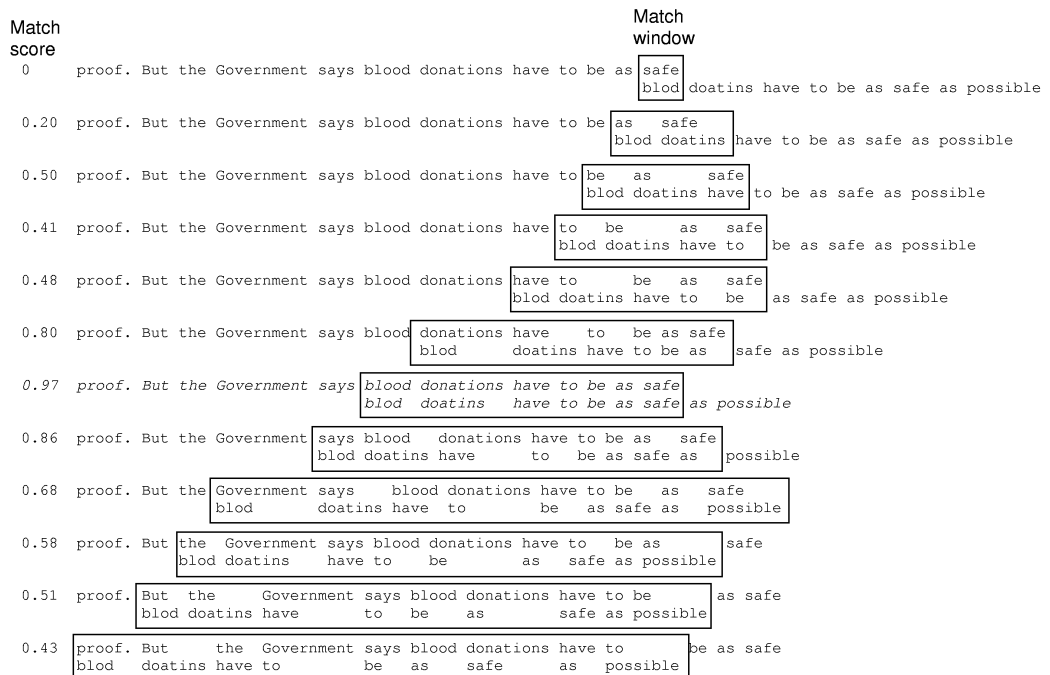 Match
score
Match
window
0 proof. But the Government says blood donations have to be as safe
blod doatins have to be as safe as possible
0.20 proof. But the Government says blood donations have to be as safe
blod doatins have to be as safe as possible
0.50 proof. But the Government says blood donations have to be as safe
blod doatins have to be as safe as possible
0.41 proof. But the Government says blood donations have to be as safe
blod doatins have to be as safe as possible
0.48 proof. But the Government says blood donations have to be as safe
blod doatins have to be as safe as possible
0.80 proof. But the Government says blood donations have to be as safe
blod doatins have to be as safe as possible
0.97 proof. But the Government says blood donations have to be as safe
blod doatins have to be as safe as possible
0.86 proof. But the Government says blood donations have to be as safe
blod doatins have to be as safe as possible
0.68 proof. But the Government says blood donations have to be as safe
blod doatins have to be as safe as possible
0.58 proof. But the Government says blood donations have to be as safe
blod doatins have to be as safe as possible
0.51 proof. But the Government says blood donations have to be as safe
blod doatins have to be as safe as possible
0.43 proof. But the Government says blood donations have to be as safe
blod doatins have to be as safe as possible